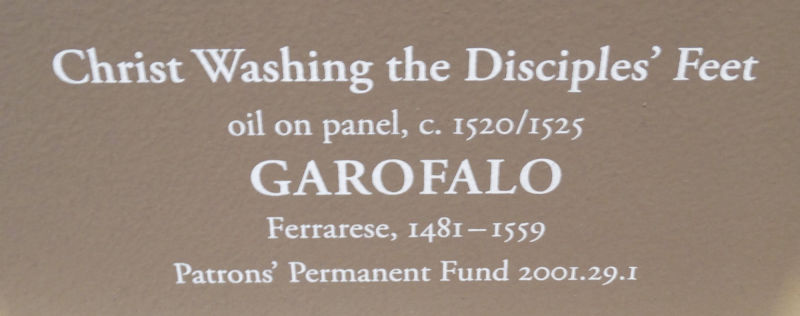 Christ Washing the Disciples’ Feet
oil on panel, c. 1520/1525
GAROFALO
Ferrarese, 1481–1559
Patrons’ Permanent Fund 2001.29.1